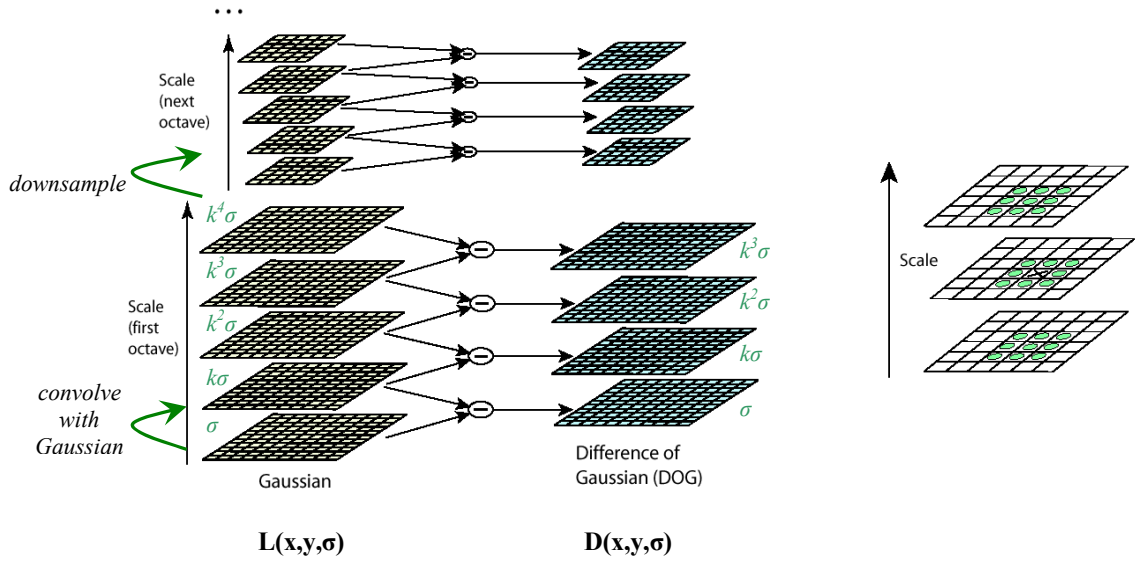 ...
Scale
(next
octave)
downsample
k⁴σ
k³σ
k²σ
kσ
σ
Scale
(first
octave)
convolve
with
Gaussian
Gaussian
L(x,y,σ)
k³σ
k²σ
kσ
σ
Difference of
Gaussian (DOG)
D(x,y,σ)
Scale